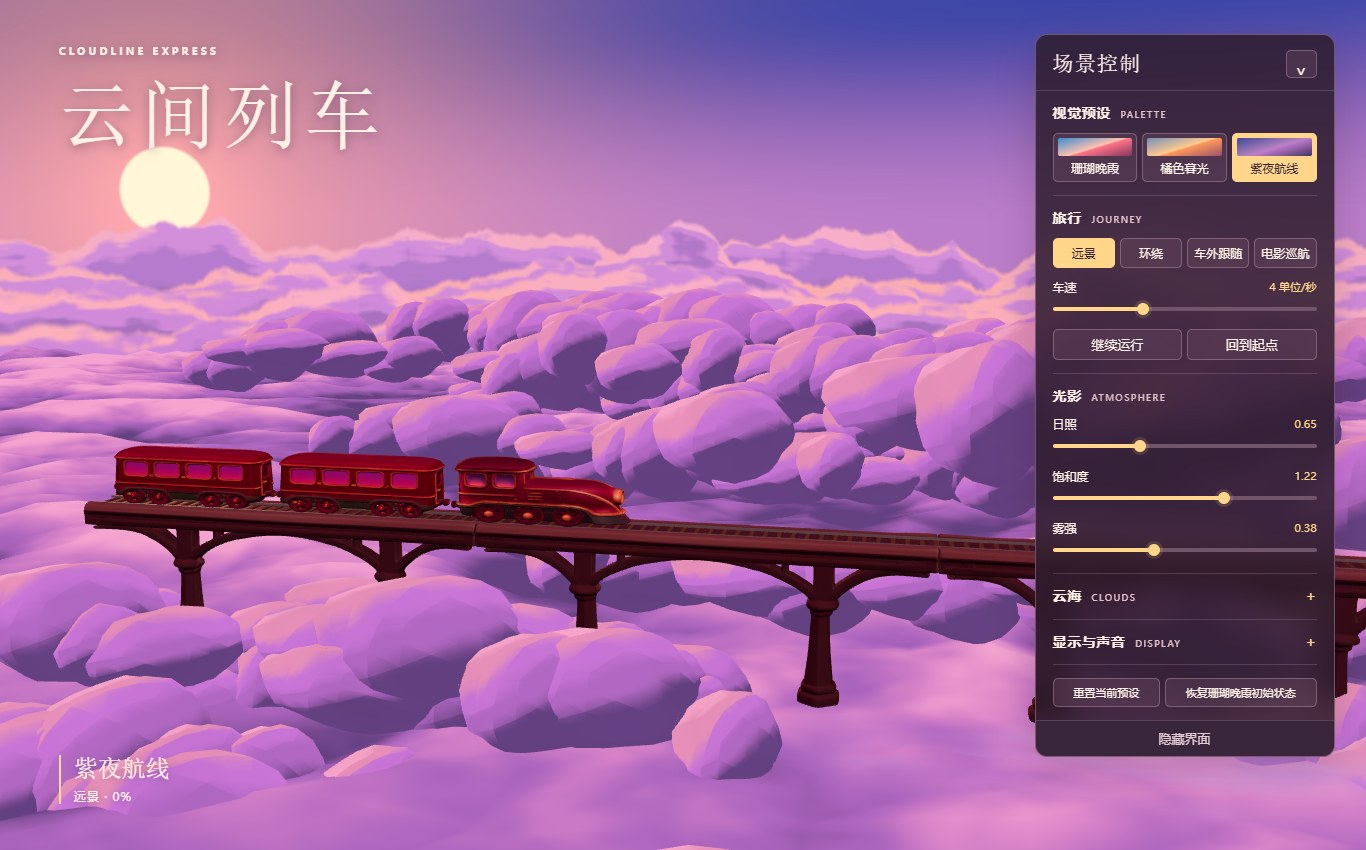 CLOUDLINE EXPRESS
云间列车
场景控制
v
视觉预设 PALETTE
珊瑚晚霞 橘色暮光 紫夜航线
旅行 JOURNEY
远景 环绕 车外跟随 电影巡航
车速 4 单位/秒
继续运行 回到起点
光影 ATMOSPHERE
日照 0.65
饱和度 1.22
雾强 0.38
云海 CLOUDS +
显示与声音 DISPLAY +
重置当前预设 恢复珊瑚晚霞初始状态
隐藏界面
紫夜航线
远景 · 0%